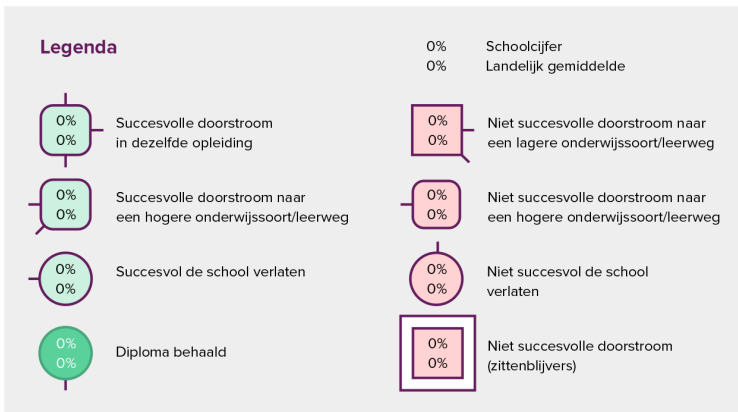 Legenda
0% Schoolcijfer
0% Landelijk gemiddelde
0%
0%
Succesvolle doorstroom
in dezelfde opleiding
0%
0%
Niet succesvolle doorstroom naar
een lagere onderwijssoort/leerweg
0%
0%
Succesvolle doorstroom naar
een hogere onderwijssoort/leerweg
0%
0%
Niet succesvolle doorstroom naar
een hogere onderwijssoort/leerweg
0%
0%
Succesvol de school verlaten
0%
0%
Niet succesvol de school
verlaten
0%
0%
Diploma behaald
0%
0%
Niet succesvolle doorstroom
(zittenblijvers)